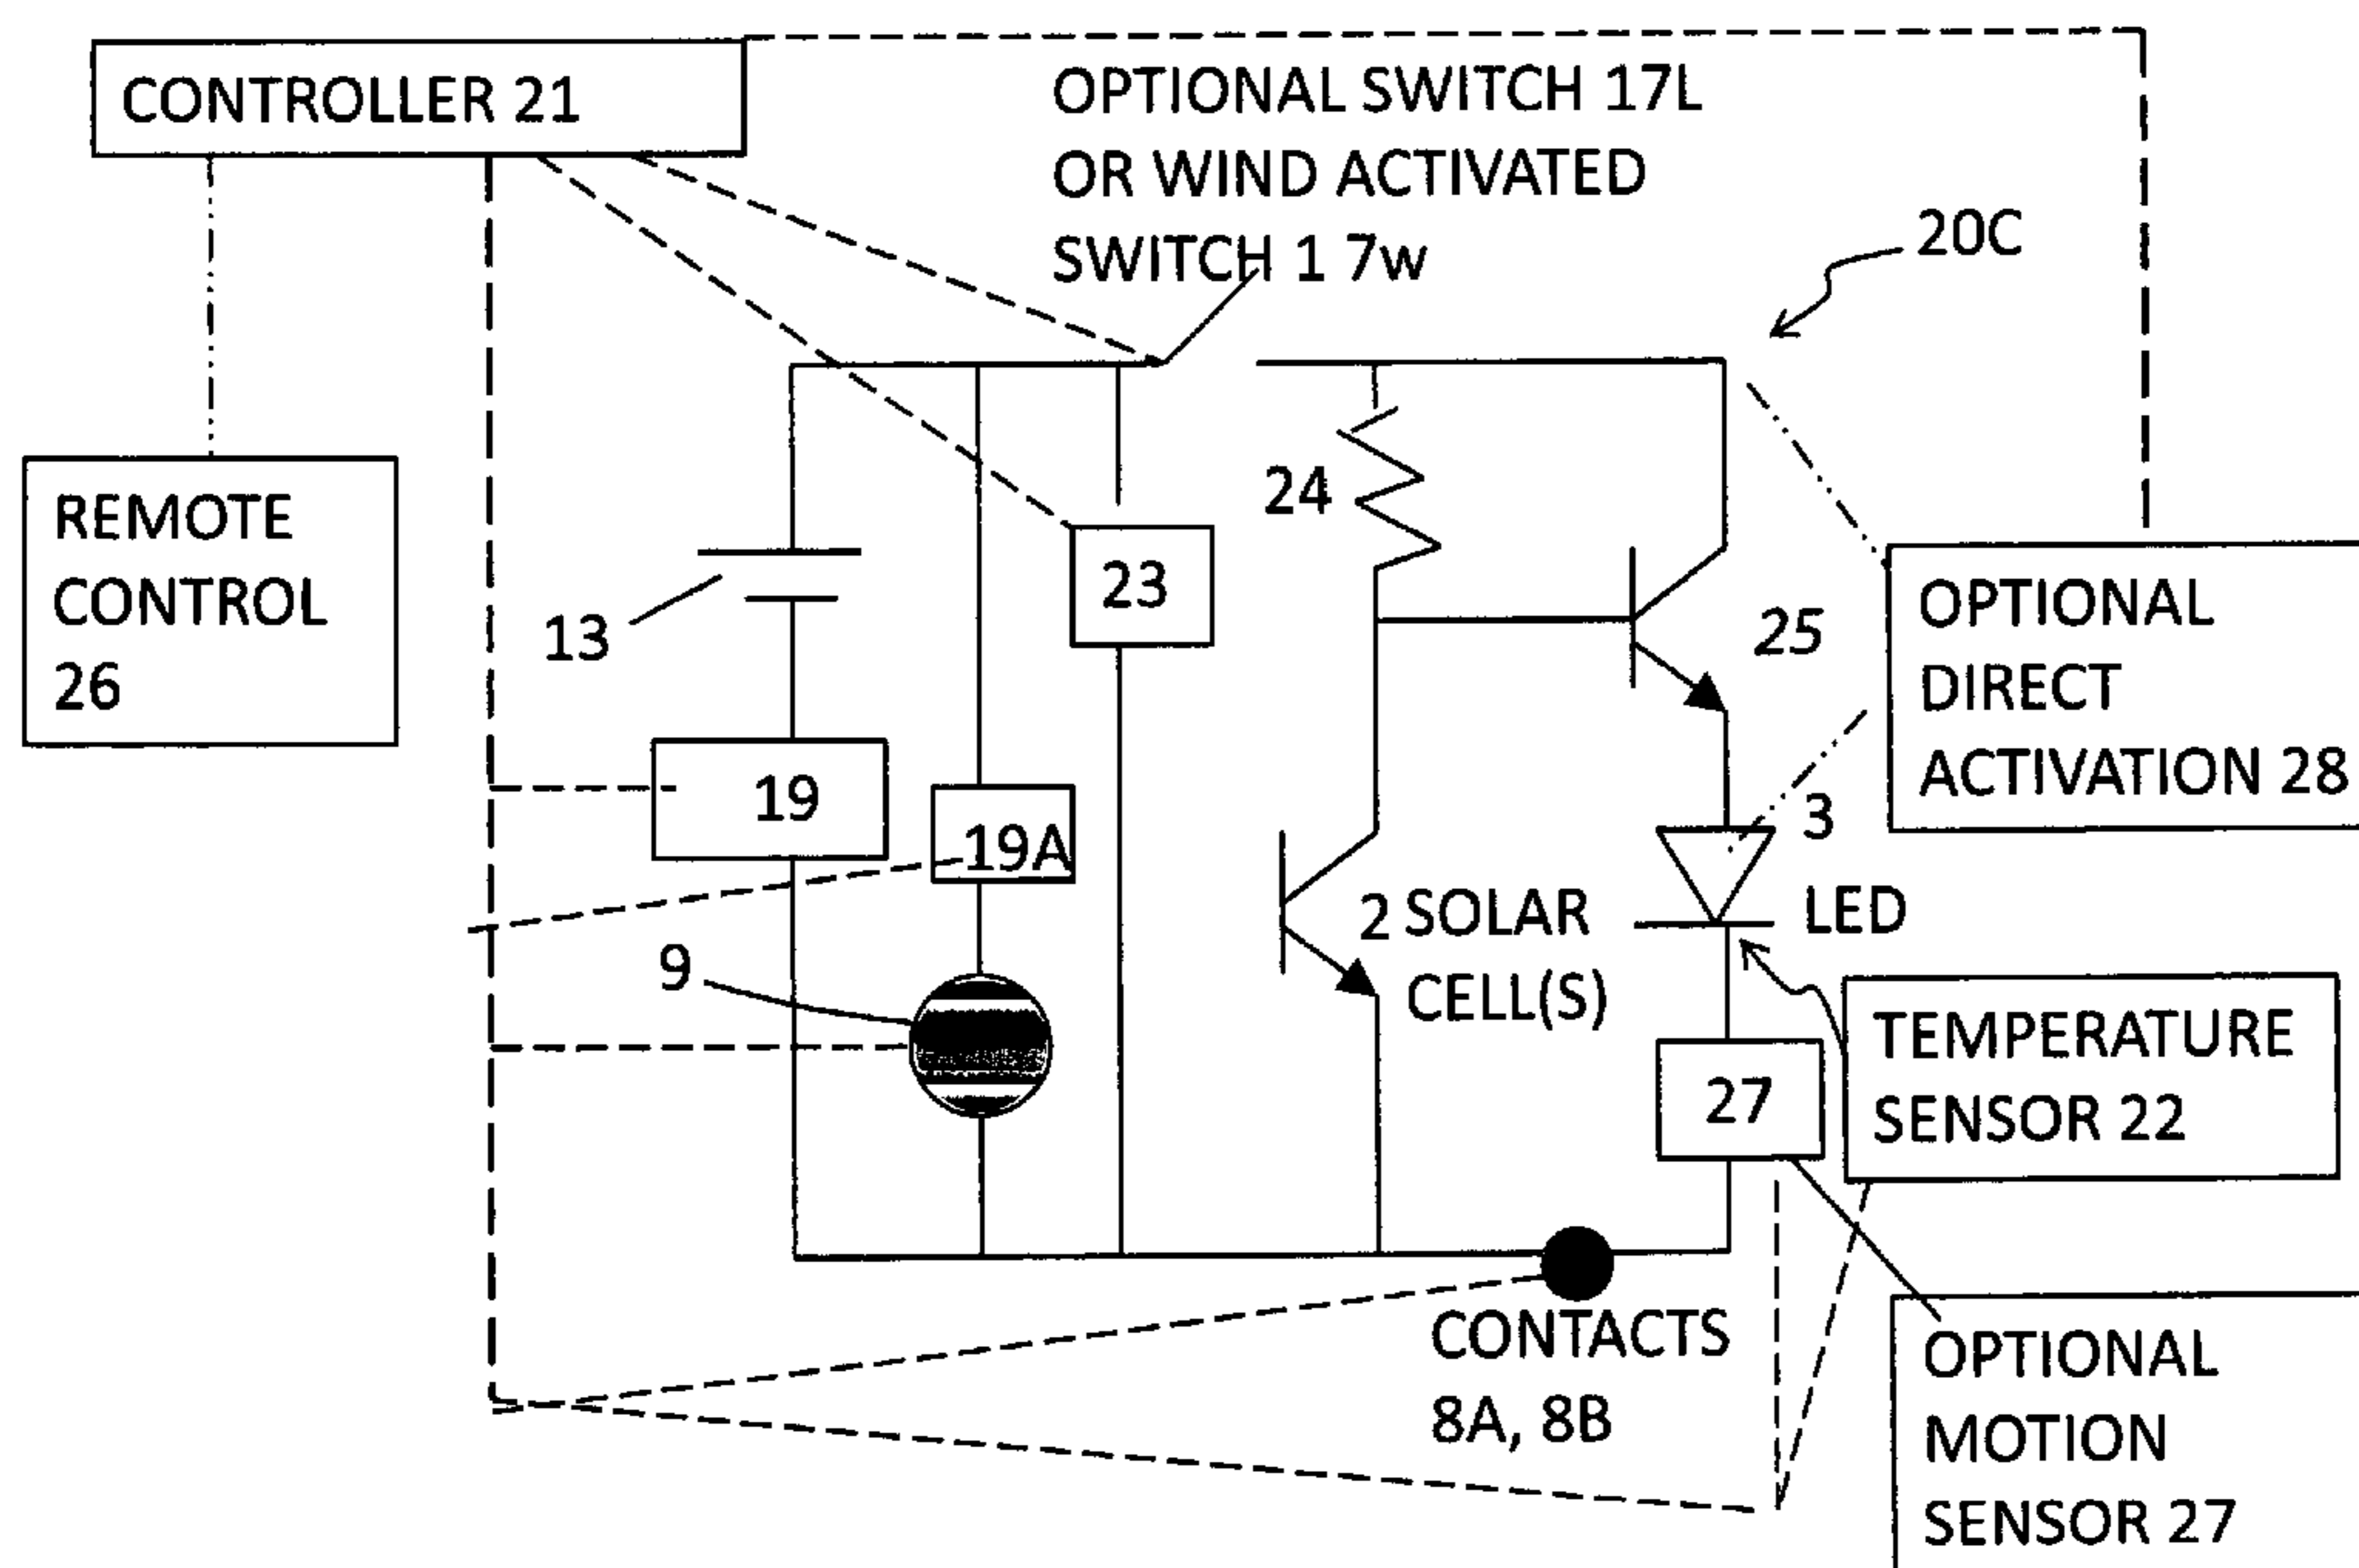 CONTROLLER 21
OPTIONAL SWITCH 17L
OR WIND ACTIVATED
SWITCH 1 7w
20C
REMOTE
CONTROL
26
24
23
13
25
OPTIONAL
DIRECT
ACTIVATION 28
19
19A
3
LED
2 SOLAR
CELL(S)
9
TEMPERATURE
SENSOR 22
27
CONTACTS
8A, 8B
OPTIONAL
MOTION
SENSOR 27